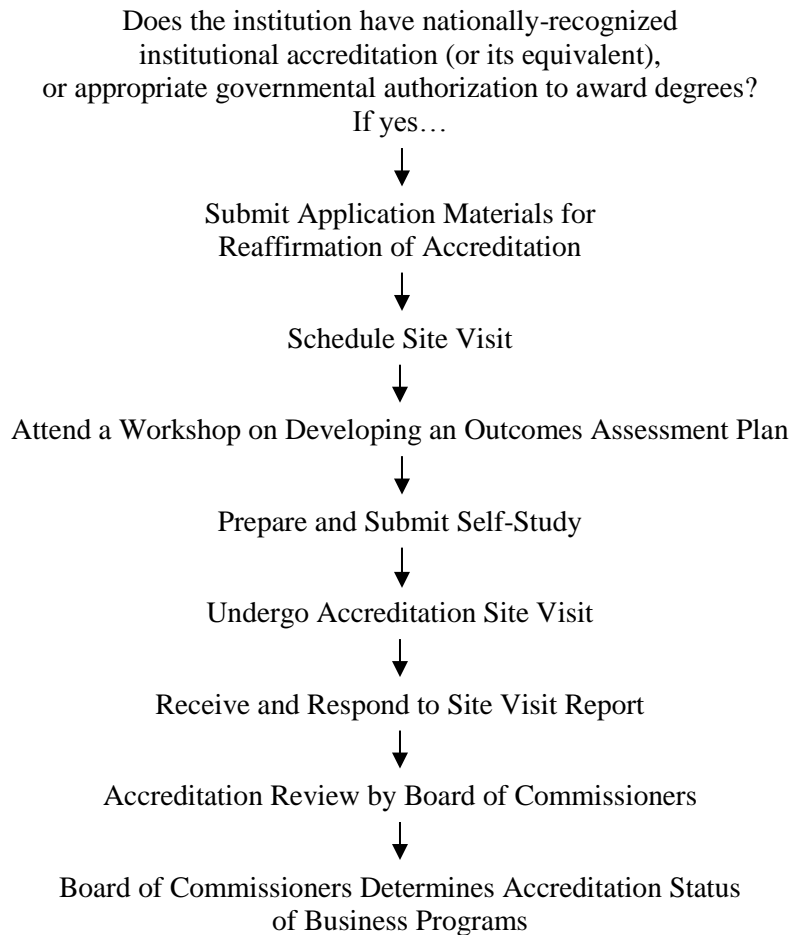 Does the institution have nationally-recognized
institutional accreditation (or its equivalent),
or appropriate governmental authorization to award degrees?
If yes…
Submit Application Materials for
Reaffirmation of Accreditation
Schedule Site Visit
Attend a Workshop on Developing an Outcomes Assessment Plan
Prepare and Submit Self-Study
Undergo Accreditation Site Visit
Receive and Respond to Site Visit Report
Accreditation Review by Board of Commissioners
Board of Commissioners Determines Accreditation Status
of Business Programs